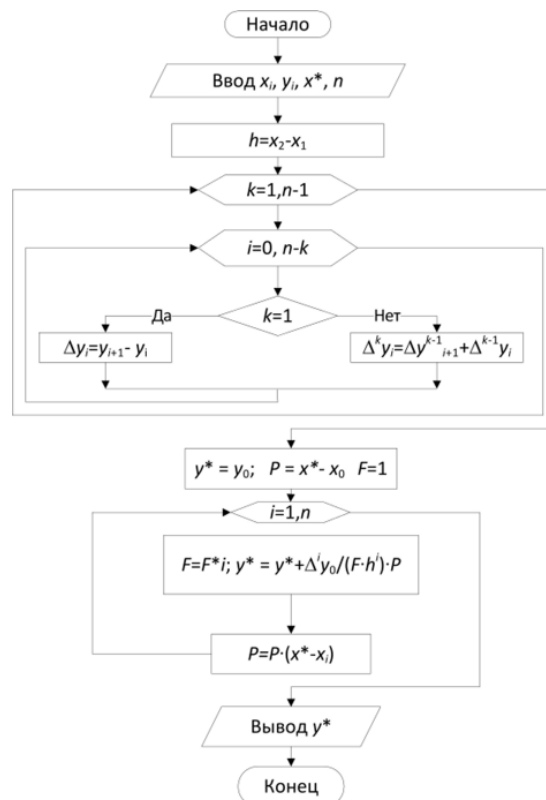 Начало
Ввод xᵢ, yᵢ, x*, n
h=x₂-x₁
k=1,n-1
i=0, n-k
Да
k=1
Нет
Δyᵢ=yᵢ₊₁- yᵢ
Δᵏyᵢ=Δyᵏ⁻¹ᵢ₊₁+Δᵏ⁻¹yᵢ
y* = y₀; P = x*- x₀ F=1
i=1,n
F=F*i; y* = y*+Δⁱy₀/(F·hⁱ)·P
P=P·(x*-xᵢ)
Вывод y*
Конец